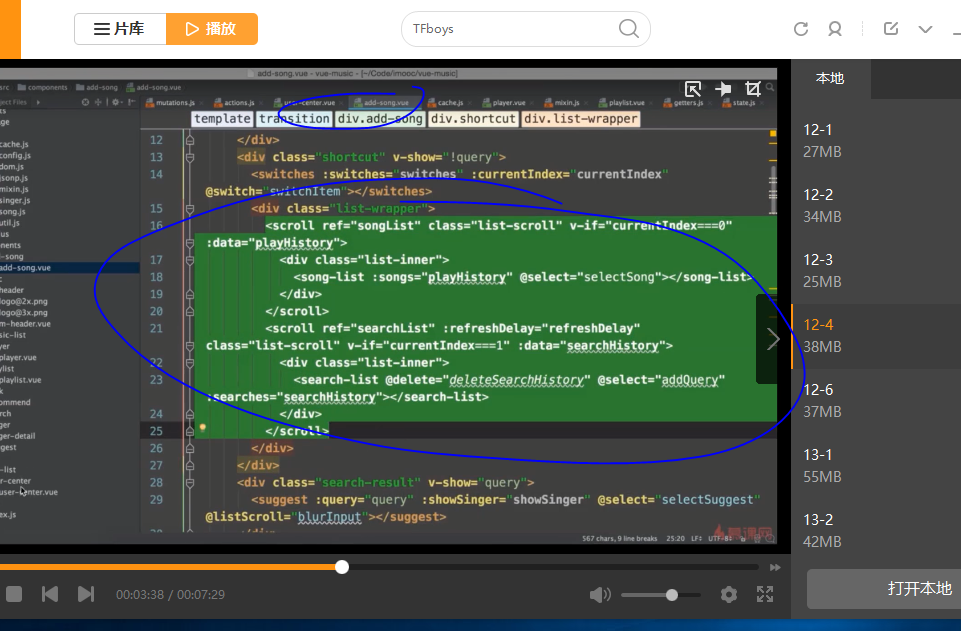 片库
播放
TFboys
add-song.vue - vue-music - [~/Code/imooc/vue-music]
src components add-song add-song.vue
mutations.js actions.js user-center.vue add-song.vue cache.js player.vue mixin.js playlist.vue getters.js state.js
template transition div.add-song div.shortcut div.list-wrapper
12 </div>
13 <div class="shortcut" v-show="!query">
14 <switches :switches="switches" :currentIndex="currentIndex"
@switch="switchItem"></switches>
15 <div class="list-wrapper">
16 <scroll ref="songList" class="list-scroll" v-if="currentIndex===0"
:data="playHistory">
17 <div class="list-inner">
18 <song-list :songs="playHistory" @select="selectSong"></song-list>
19 </div>
20 </scroll>
21 <scroll ref="searchList" :refreshDelay="refreshDelay"
class="list-scroll" v-if="currentIndex===1" :data="searchHistory">
22 <div class="list-inner">
23 <search-list @delete="deleteSearchHistory" @select="addQuery"
:searches="searchHistory"></search-list>
24 </div>
25 </scroll>
26 </div>
27 </div>
28 <div class="search-result" v-show="query">
29 <suggest :query="query" :showSinger="showSinger" @select="selectSuggest"
@listScroll="blurInput"></suggest>
cache.js
config.js
dom.js
jsonp.js
mixin.js
singer.js
song.js
util.js
add-song.vue
header
logo@2x.png
logo@3x.png
m-header.vue
player.vue
playlist.vue
user-center.vue
567 chars, 9 line breaks 25:20 LF÷ UTF-8÷
00:03:38 / 00:07:29
本地
12-1
27MB
12-2
34MB
12-3
25MB
12-4
38MB
12-6
37MB
13-1
55MB
13-2
42MB
打开本地